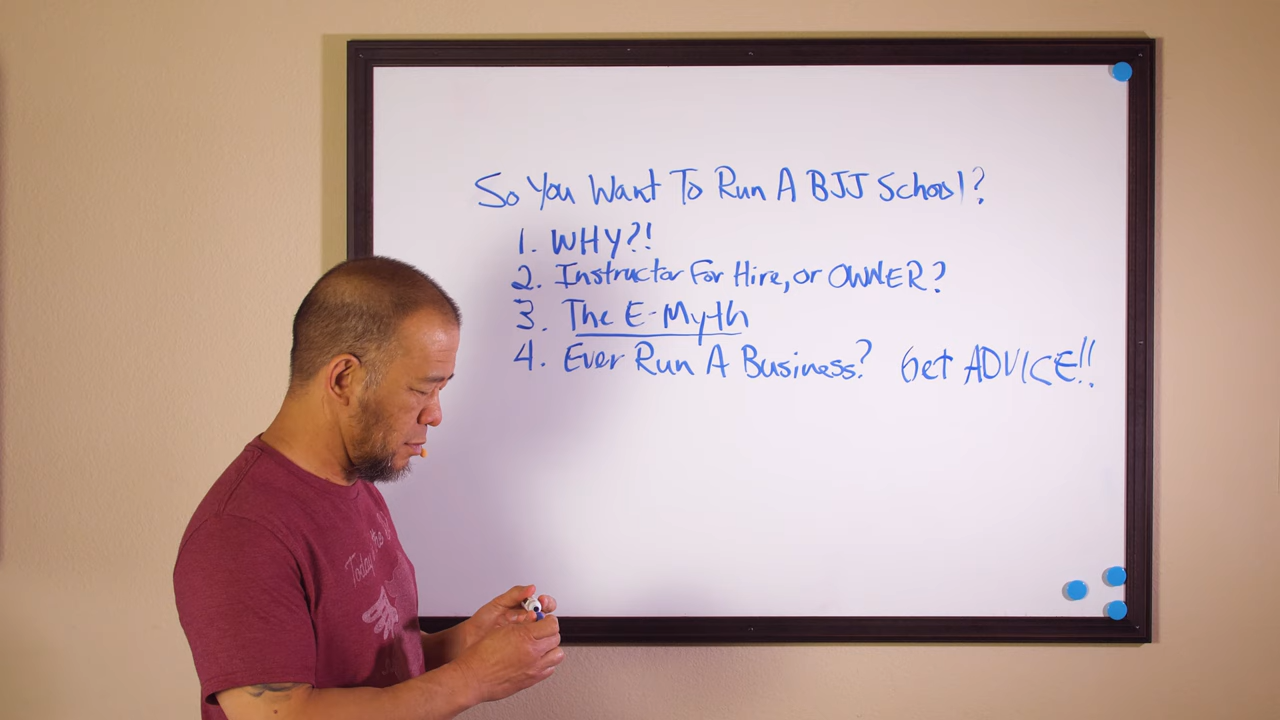 So You Want To Run A BJJ School?
1. WHY?!
2. Instructor For Hire, or OWNER?
3. The E-Myth
4. Ever Run A Business? Get ADVICE!!
Today